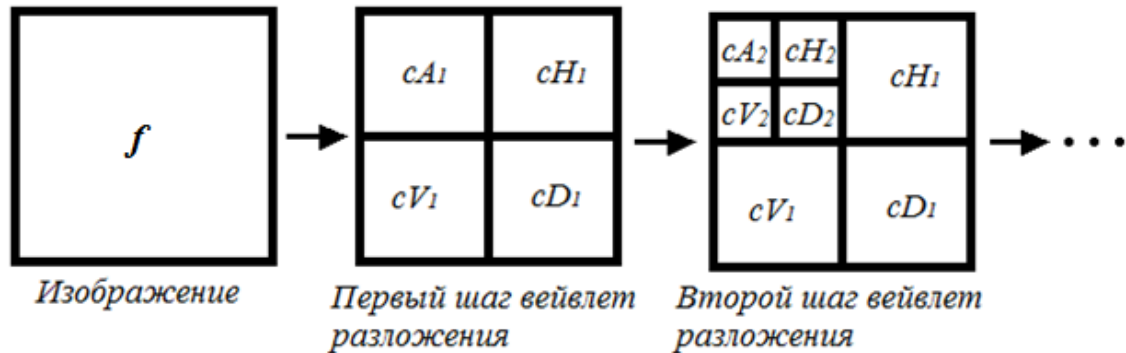 f
Изображение
cA1 cH1
cV1 cD1
Первый шаг вейвлет
разложения
cA2 cH2 cH1
cV2 cD2
cV1 cD1
Второй шаг вейвлет
разложения
...